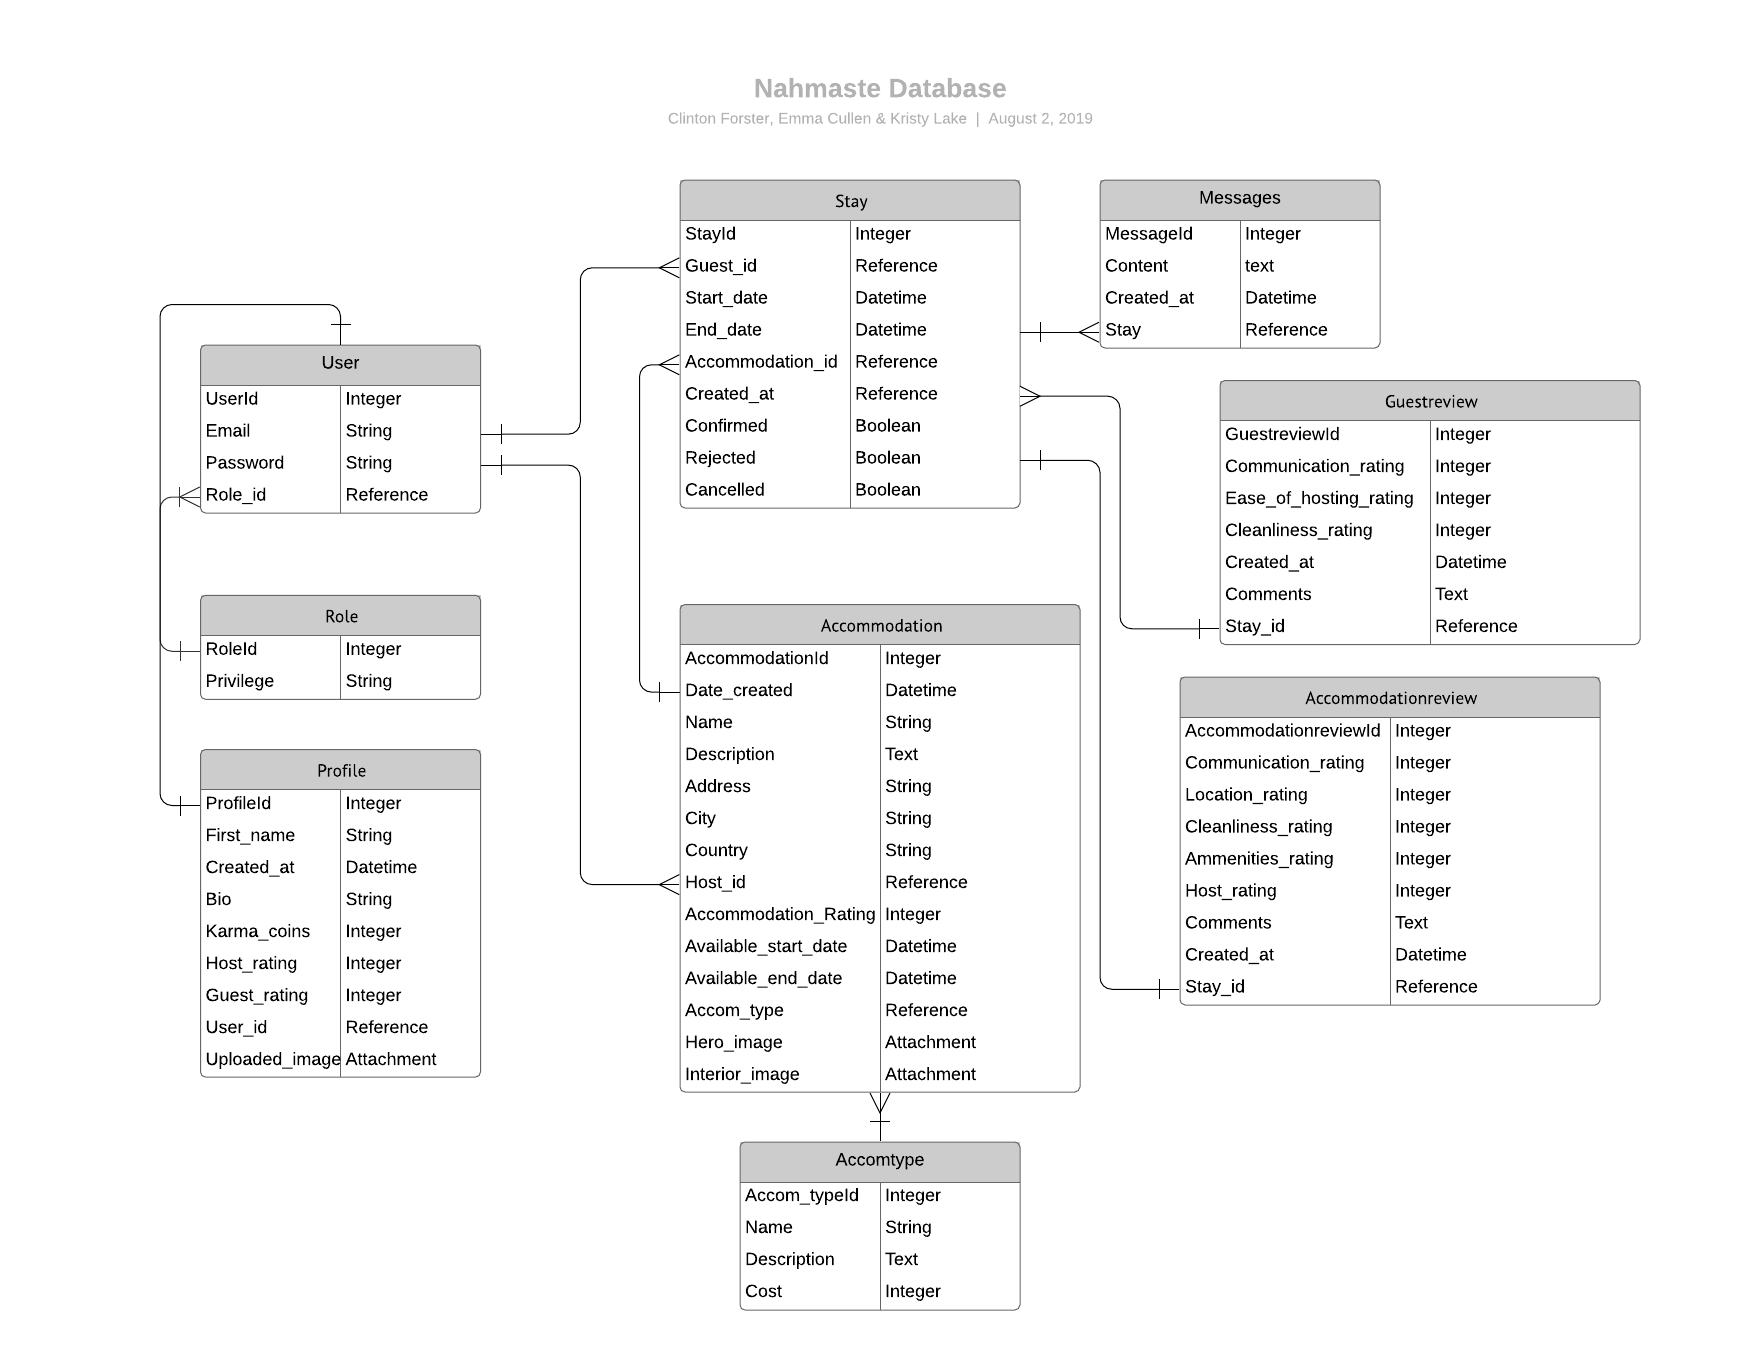 Nahmaste Database
Clinton Forster, Emma Cullen & Kristy Lake | August 2, 2019
Stay
StayId Integer
Guest_id Reference
Start_date Datetime
End_date Datetime
Accommodation_id Reference
Created_at Reference
Confirmed Boolean
Rejected Boolean
Cancelled Boolean
Messages
MessageId Integer
Content text
Created_at Datetime
Stay Reference
User
UserId Integer
Email String
Password String
Role_id Reference
Guestreview
GuestreviewId Integer
Communication_rating Integer
Ease_of_hosting_rating Integer
Cleanliness_rating Integer
Created_at Datetime
Comments Text
Stay_id Reference
Role
RoleId Integer
Privilege String
Accommodation
AccommodationId Integer
Date_created Datetime
Name String
Description Text
Address String
City String
Country String
Host_id Reference
Accommodation_Rating Integer
Available_start_date Datetime
Available_end_date Datetime
Accom_type Reference
Hero_image Attachment
Interior_image Attachment
Accommodationreview
AccommodationreviewId Integer
Communication_rating Integer
Location_rating Integer
Cleanliness_rating Integer
Ammenities_rating Integer
Host_rating Integer
Comments Text
Created_at Datetime
Stay_id Reference
Profile
ProfileId Integer
First_name String
Created_at Datetime
Bio String
Karma_coins Integer
Host_rating Integer
Guest_rating Integer
User_id Reference
Uploaded_image Attachment
Accomtype
Accom_typeId Integer
Name String
Description Text
Cost Integer